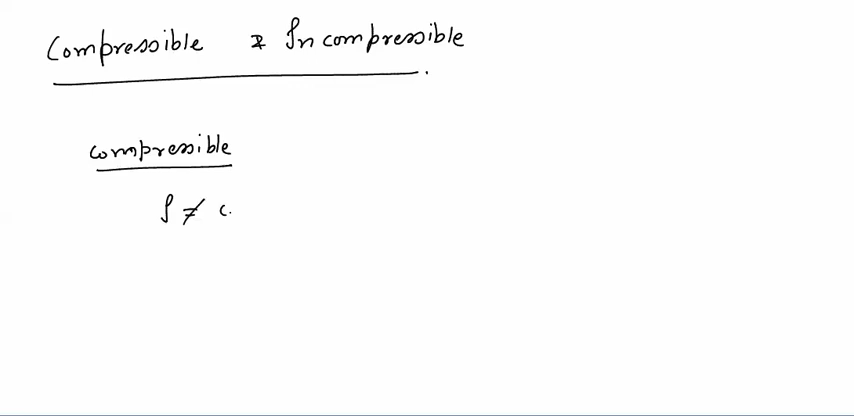 Compressible & Incompressible
Compressible
ρ ≠ c.